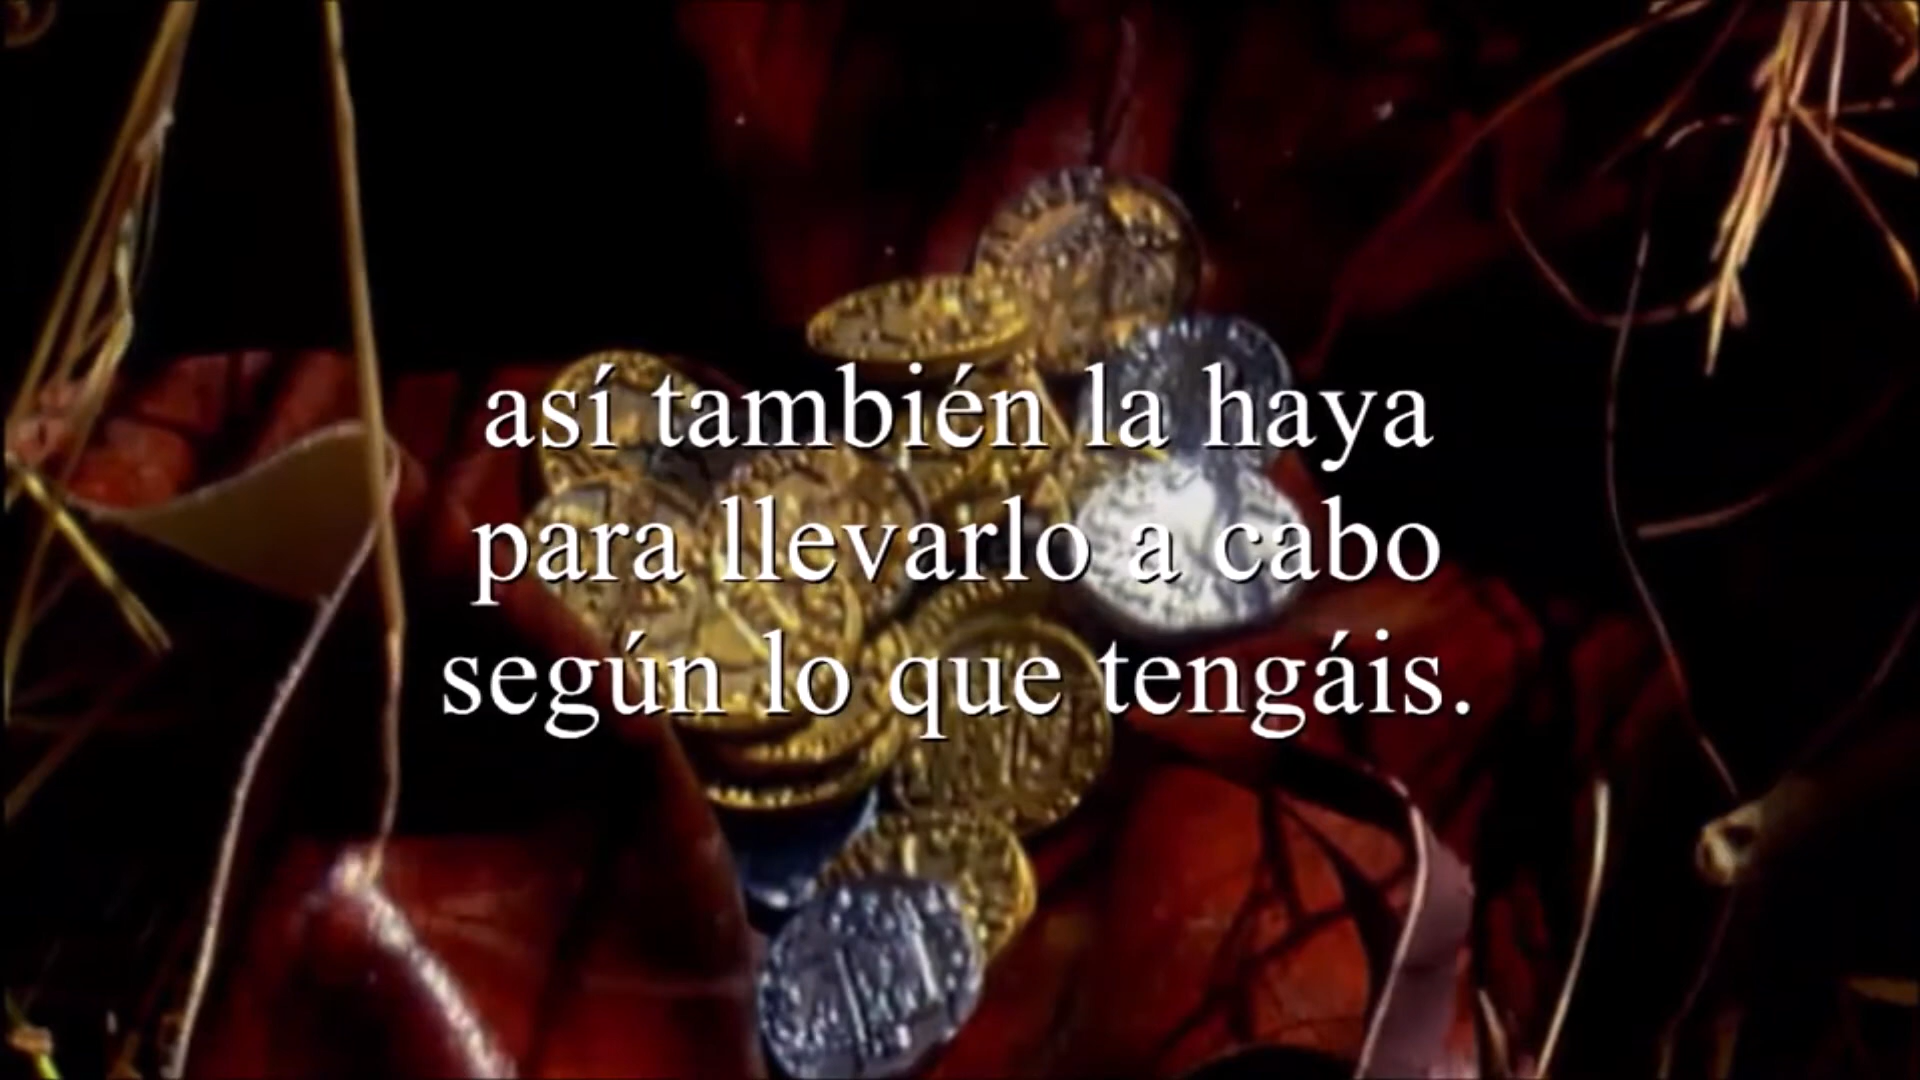 así también la haya
para llevarlo a cabo
según lo que tengáis.